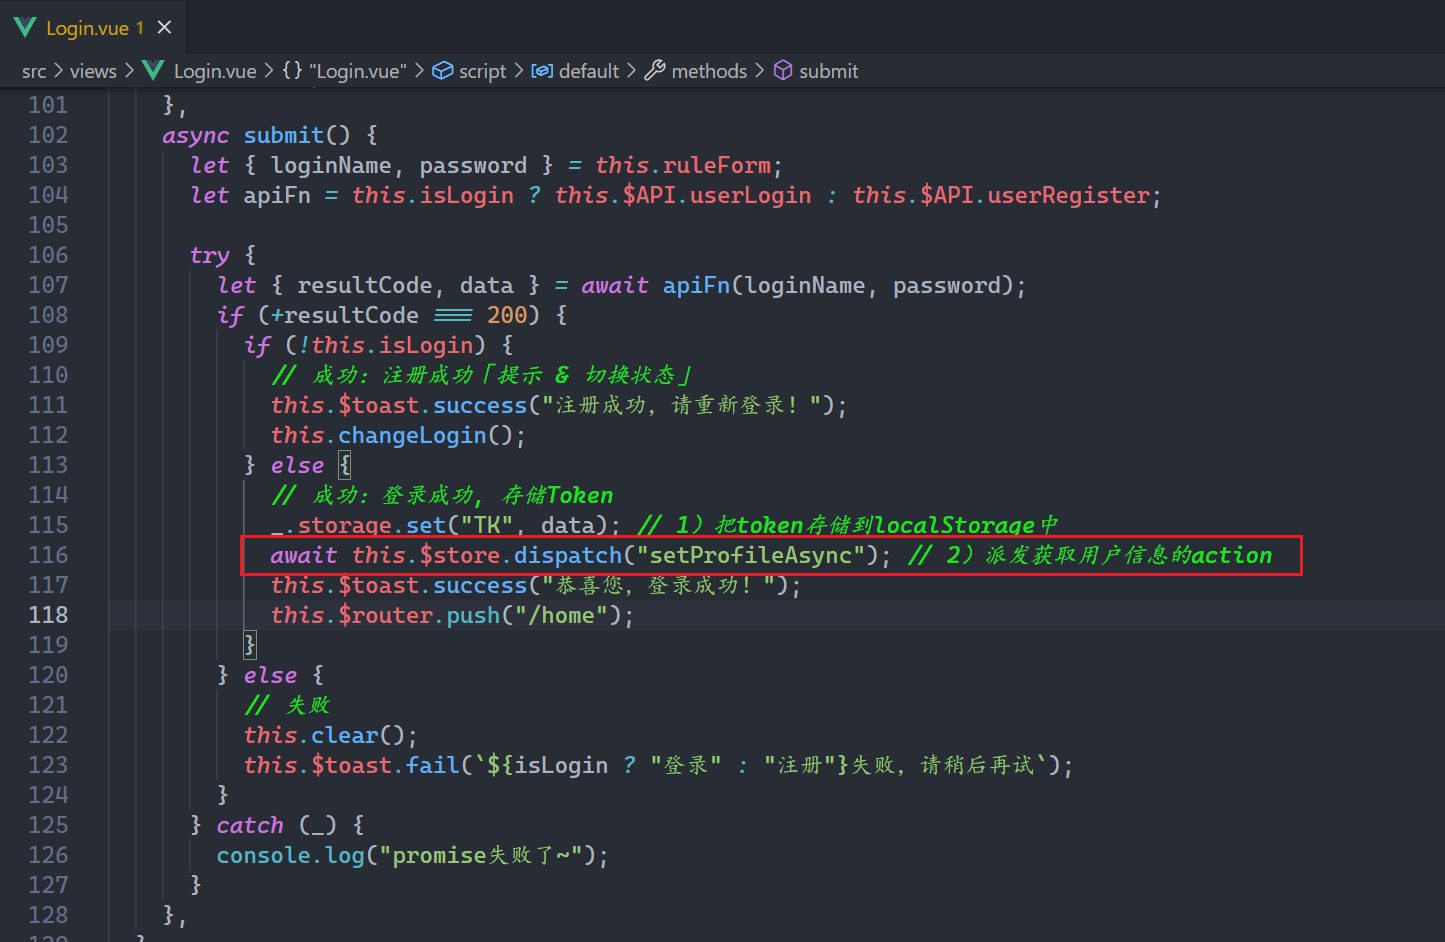 Login.vue 1
src > views > Login.vue > {} "Login.vue" > script > default > methods > submit
101 },
102 async submit() {
103 let { loginName, password } = this.ruleForm;
104 let apiFn = this.isLogin ? this.$API.userLogin : this.$API.userRegister;
105
106 try {
107 let { resultCode, data } = await apiFn(loginName, password);
108 if (+resultCode === 200) {
109 if (!this.isLogin) {
110 // 成功：注册成功「提示 & 切换状态」
111 this.$toast.success("注册成功，请重新登录！");
112 this.changeLogin();
113 } else {
114 // 成功：登录成功，存储Token
115 _.storage.set("TK", data); // 1）把token存储到localStorage中
116 await this.$store.dispatch("setProfileAsync"); // 2）派发获取用户信息的action
117 this.$toast.success("恭喜您，登录成功！");
118 this.$router.push("/home");
119 }
120 } else {
121 // 失败
122 this.clear();
123 this.$toast.fail(`${isLogin ? "登录" : "注册"}失败，请稍后再试`);
124 }
125 } catch (_) {
126 console.log("promise失败了~");
127 }
128 },